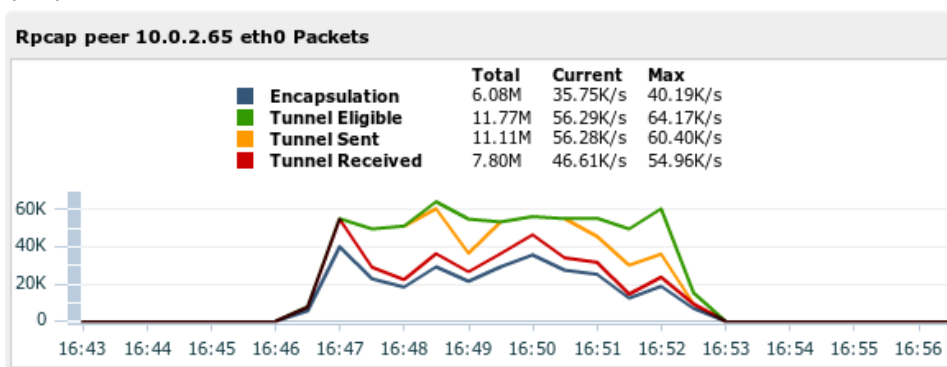 Rpcap peer 10.0.2.65 eth0 Packets
Total Current Max
Encapsulation 6.08M 35.75K/s 40.19K/s
Tunnel Eligible 11.77M 56.29K/s 64.17K/s
Tunnel Sent 11.11M 56.28K/s 60.40K/s
Tunnel Received 7.80M 46.61K/s 54.96K/s
60K
40K
20K
0
16:43 16:44 16:45 16:46 16:47 16:48 16:49 16:50 16:51 16:52 16:53 16:54 16:55 16:56